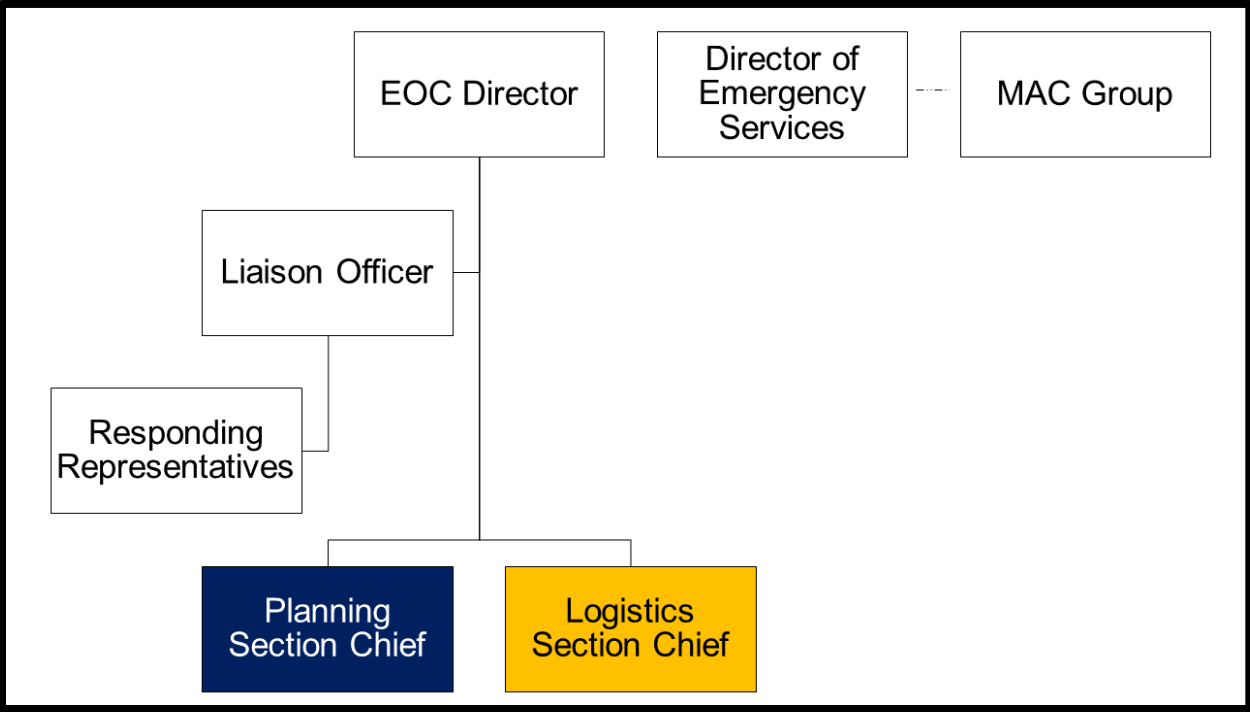 EOC Director
Director of
Emergency
Services
MAC Group
Liaison Officer
Responding
Representatives
Planning
Section Chief
Logistics
Section Chief